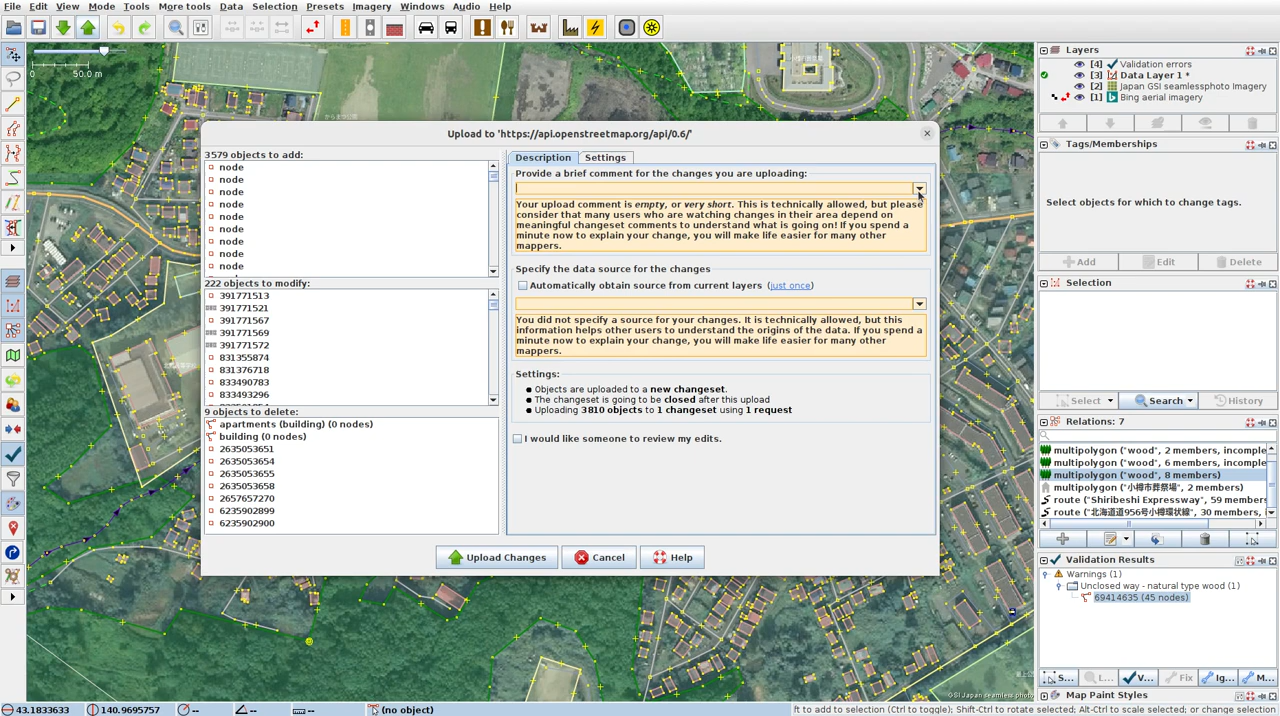 File Edit View Mode Tools More tools Data Selection Presets Imagery Windows Audio Help
0
50.0 m
Upload to 'https://api.openstreetmap.org/api/0.6/'
3579 objects to add:
node
node
node
node
node
node
node
node
node
222 objects to modify:
391771513
391771521
391771567
391771569
391771572
831355874
831376718
833490783
833493296
9 objects to delete:
apartments (building) (0 nodes)
building (0 nodes)
2635053651
2635053654
2635053655
2635053658
2657657270
6235902899
6235902900
Description Settings
Provide a brief comment for the changes you are uploading:
Your upload comment is empty, or very short. This is technically allowed, but please
consider that many users who are watching changes in their area depend on
meaningful changeset comments to understand what is going on! If you spend a
minute now to explain your change, you will make life easier for many other
mappers.
Specify the data source for the changes
Automatically obtain source from current layers (just once)
You did not specify a source for your changes. It is technically allowed, but this
information helps other users to understand the origins of the data. If you spend a
minute now to explain your change, you will make life easier for many other
mappers.
Settings:
Objects are uploaded to a new changeset.
The changeset is going to be closed after this upload
Uploading 3810 objects to 1 changeset using 1 request
I would like someone to review my edits.
Upload Changes Cancel Help
Layers
[4] Validation errors
[3] Data Layer 1 *
[2] Japan GSI seamlessphoto Imagery
[1] Bing aerial imagery
Tags/Memberships
Select objects for which to change tags.
Add Edit Delete
Selection
Select Search History
Relations: 7
multipolygon ("wood", 2 members, incomple
multipolygon ("wood", 6 members, incomple
multipolygon ("wood", 8 members)
multipolygon ("小樽市葬祭場", 2 members)
route ("Shiribeshi Expressway", 59 members
route ("北海道道956号小樽環状線", 30 members,
Validation Results
Warnings (1)
Unclosed way - natural type wood (1)
69414635 (45 nodes)
S... L... V... Fix Ig... M...
Map Paint Styles
GSI Japan seamless photo
43.1833633 140.9695757 -- -- -- (no object) ft to add to selection (Ctrl to toggle); Shift-Ctrl to rotate selected; Alt-Ctrl to scale selected; or change selection